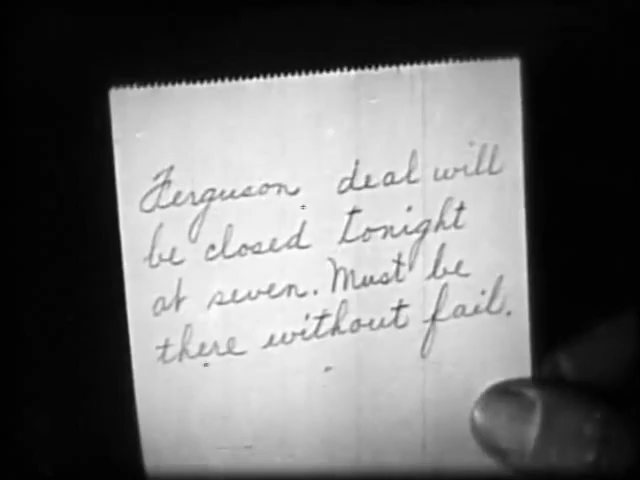 Ferguson deal will
be closed tonight
at seven. Must be
there without fail.